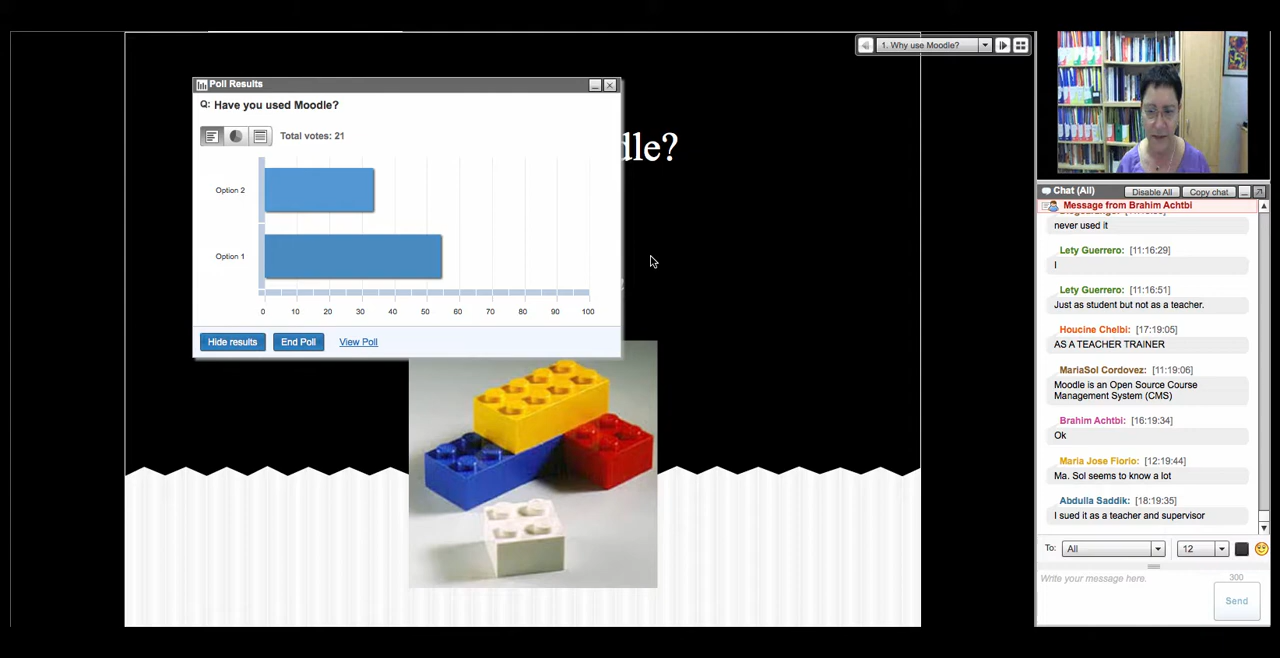 1. Why use Moodle?
Poll Results
Q: Have you used Moodle?
Total votes: 21
dle?
Option 2
Option 1
0 10 20 30 40 50 60 70 80 90 100
Hide results End Poll View Poll
Chat (All) Disable All Copy chat
Message from Brahim Achtbi
never used it
Lety Guerrero: [11:16:29]
I
Lety Guerrero: [11:16:51]
Just as student but not as a teacher.
Houcine Chelbi: [17:19:05]
AS A TEACHER TRAINER
MariaSol Cordovez: [11:19:06]
Moodle is an Open Source Course
Management System (CMS)
Brahim Achtbi: [16:19:34]
Ok
Maria Jose Florio: [12:19:44]
Ma. Sol seems to know a lot
Abdulla Saddik: [18:19:35]
I sued it as a teacher and supervisor
To: All 12
Write your message here. 300
Send